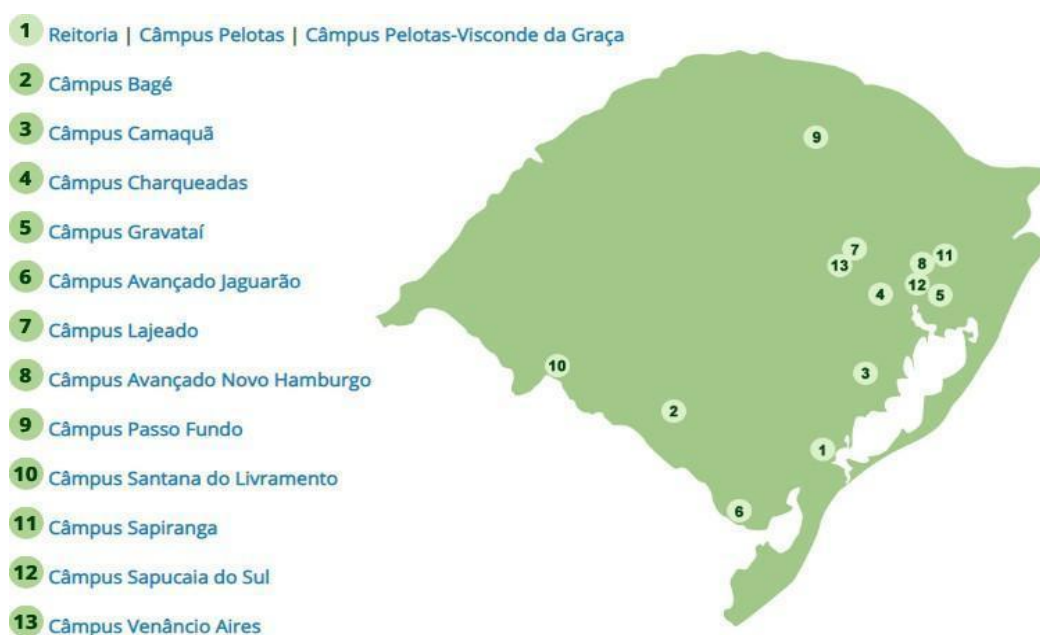 1 Reitoria | Câmpus Pelotas | Câmpus Pelotas-Visconde da Graça
2 Câmpus Bagé
3 Câmpus Camaquã
4 Câmpus Charqueadas
5 Câmpus Gravataí
6 Câmpus Avançado Jaguarão
7 Câmpus Lajeado
8 Câmpus Avançado Novo Hamburgo
9 Câmpus Passo Fundo
10 Câmpus Santana do Livramento
11 Câmpus Sapiranga
12 Câmpus Sapucaia do Sul
13 Câmpus Venâncio Aires
9
7
11
8
13
12
4
5
10
3
2
1
6